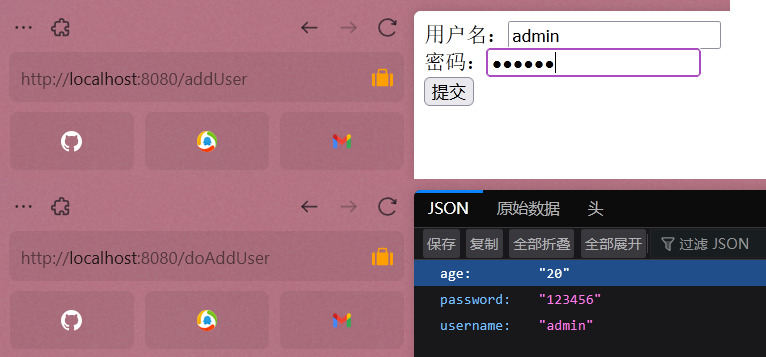 http://localhost:8080/addUser
用户名：admin
密码：••••••
提交
http://localhost:8080/doAddUser
JSON 原始数据 头
保存 复制 全部折叠 全部展开 过滤 JSON
age: "20"
password: "123456"
username: "admin"